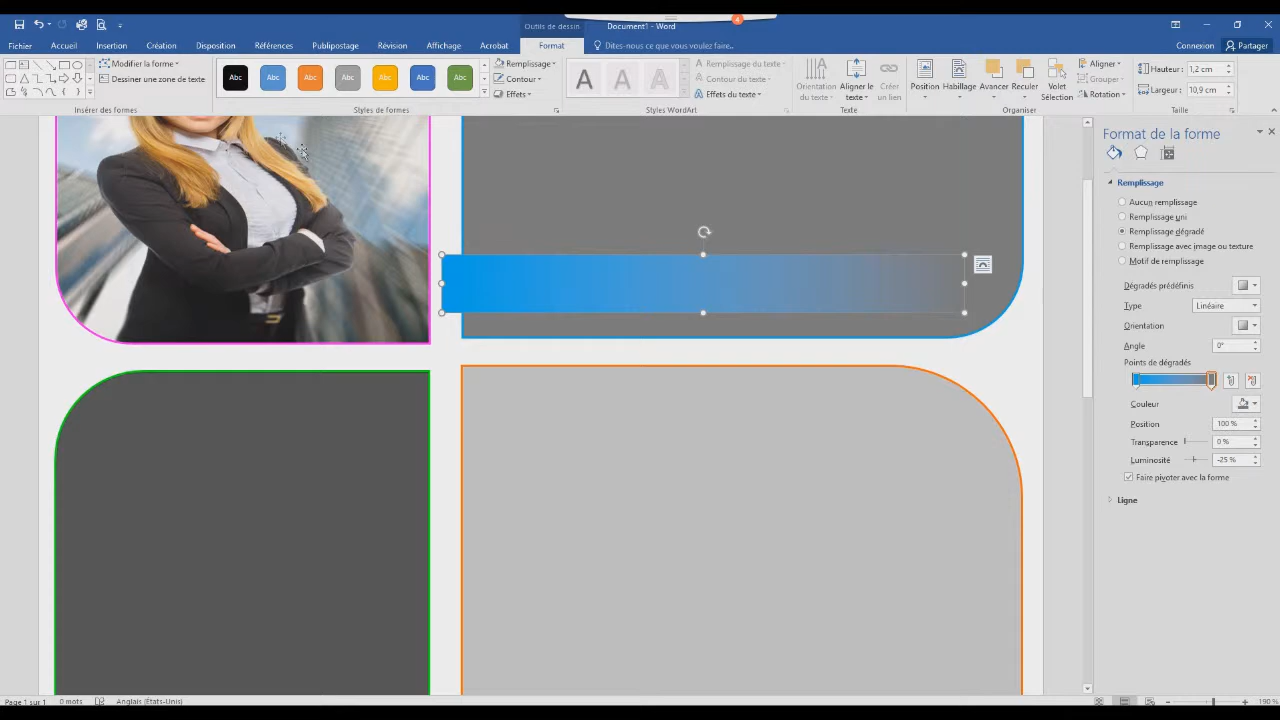 6
Outils de dessin
Document1 - Word
Fichier Accueil Insertion Création Disposition Références Publipostage Révision Affichage Acrobat Format Dites-nous ce que vous voulez faire.. Connexion Partager
Modifier la forme
Dessiner une zone de texte
Insérer des formes
Abc Abc Abc Abc Abc Abc Abc
Styles de formes
Remplissage
Contour
Effets
A A A
Remplissage du texte
Contour du texte
Effets du texte
Styles WordArt
Orientation du texte
Aligner le texte
Créer un lien
Texte
Position
Habillage
Avancer
Reculer
Volet Sélection
Aligner
Grouper
Rotation
Organiser
Hauteur : 1,2 cm
Largeur : 10,9 cm
Taille
Format de la forme
Remplissage
Aucun remplissage
Remplissage uni
Remplissage dégradé
Remplissage avec image ou texture
Motif de remplissage
Dégradés prédéfinis
Type Linéaire
Orientation
Angle 0°
Points de dégradés
Couleur
Position 100 %
Transparence 0 %
Luminosité -25 %
Faire pivoter avec la forme
Ligne
Page 1 sur 1 0 mots Anglais (États-Unis) 190 %